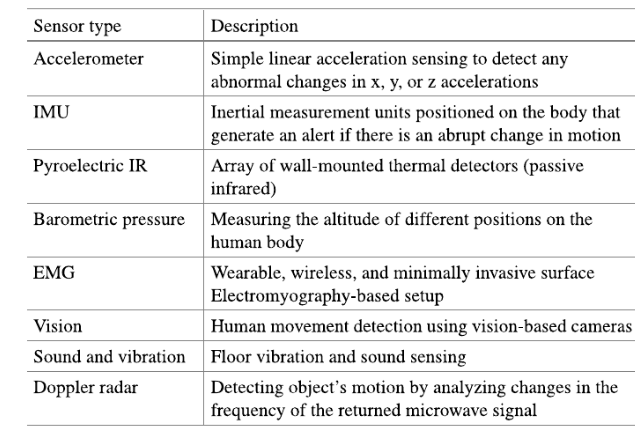 Sensor type Description
Accelerometer Simple linear acceleration sensing to detect any
abnormal changes in x, y, or z accelerations
IMU Inertial measurement units positioned on the body that
generate an alert if there is an abrupt change in motion
Pyroelectric IR Array of wall-mounted thermal detectors (passive
infrared)
Barometric pressure Measuring the altitude of different positions on the
human body
EMG Wearable, wireless, and minimally invasive surface
Electromyography-based setup
Vision Human movement detection using vision-based cameras
Sound and vibration Floor vibration and sound sensing
Doppler radar Detecting object's motion by analyzing changes in the
frequency of the returned microwave signal